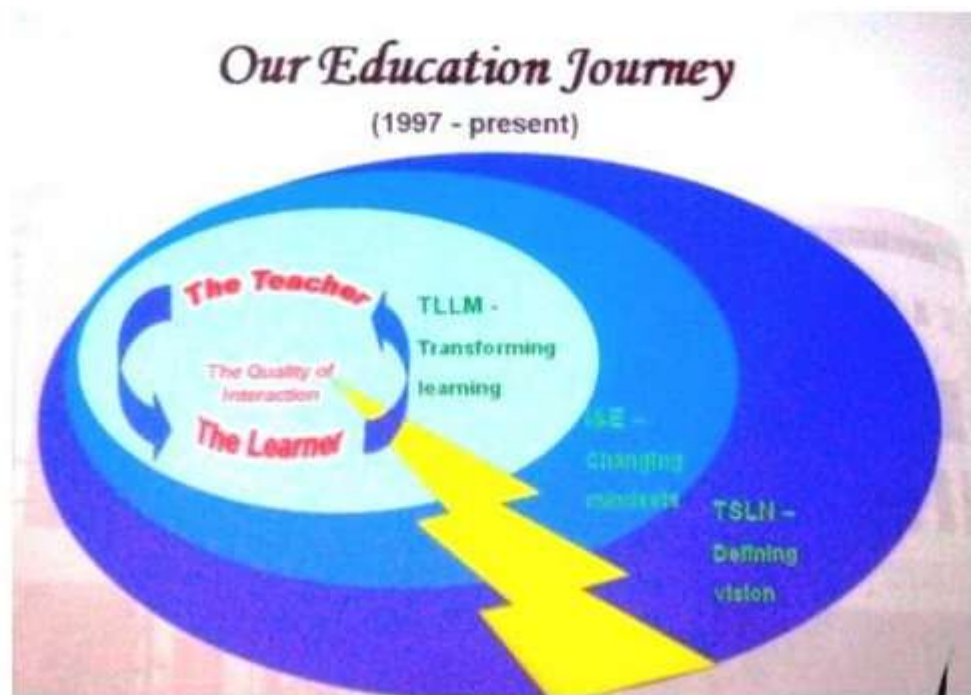 Our Education Journey
(1997 - present)
The Teacher
The Quality of
Interaction
The Learner
TLLM -
Transforming
learning
I&E –
Changing
mindsets
TSLN –
Defining
vision